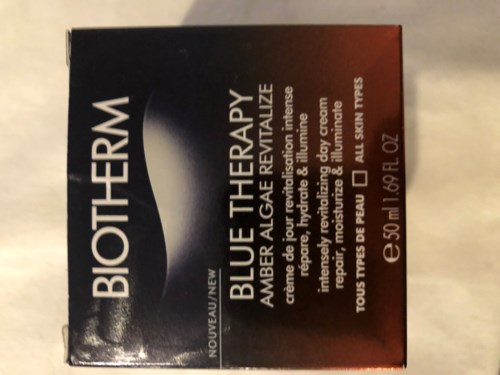 BIOTHERM
NOUVEAU/NEW
BLUE THERAPY
AMBER ALGAE REVITALIZE
crème de jour revitalisation intense
répare, hydrate & illumine
intensely revitalizing day cream
repair, moisturize & illuminate
TOUS TYPES DE PEAU ☐ ALL SKIN TYPES
e 50 ml 1.69 FL OZ